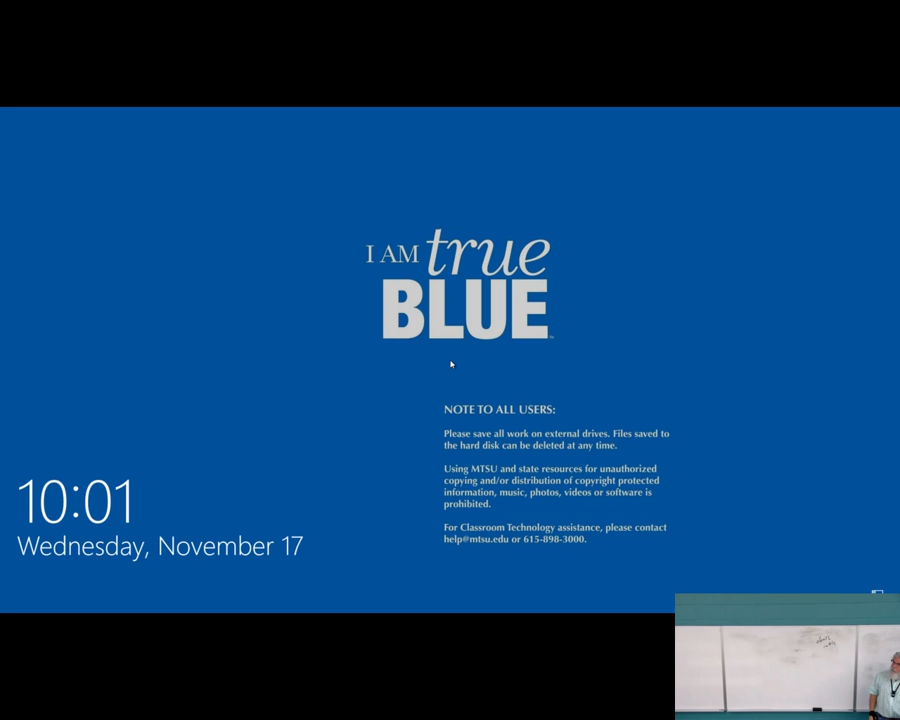 I AM true
BLUE
NOTE TO ALL USERS:
Please save all work on external drives. Files saved to
the hard disk can be deleted at any time.
Using MTSU and state resources for unauthorized
copying and/or distribution of copyright protected
information, music, photos, videos or software is
prohibited.
For Classroom Technology assistance, please contact
help@mtsu.edu or 615-898-3000.
10:01
Wednesday, November 17